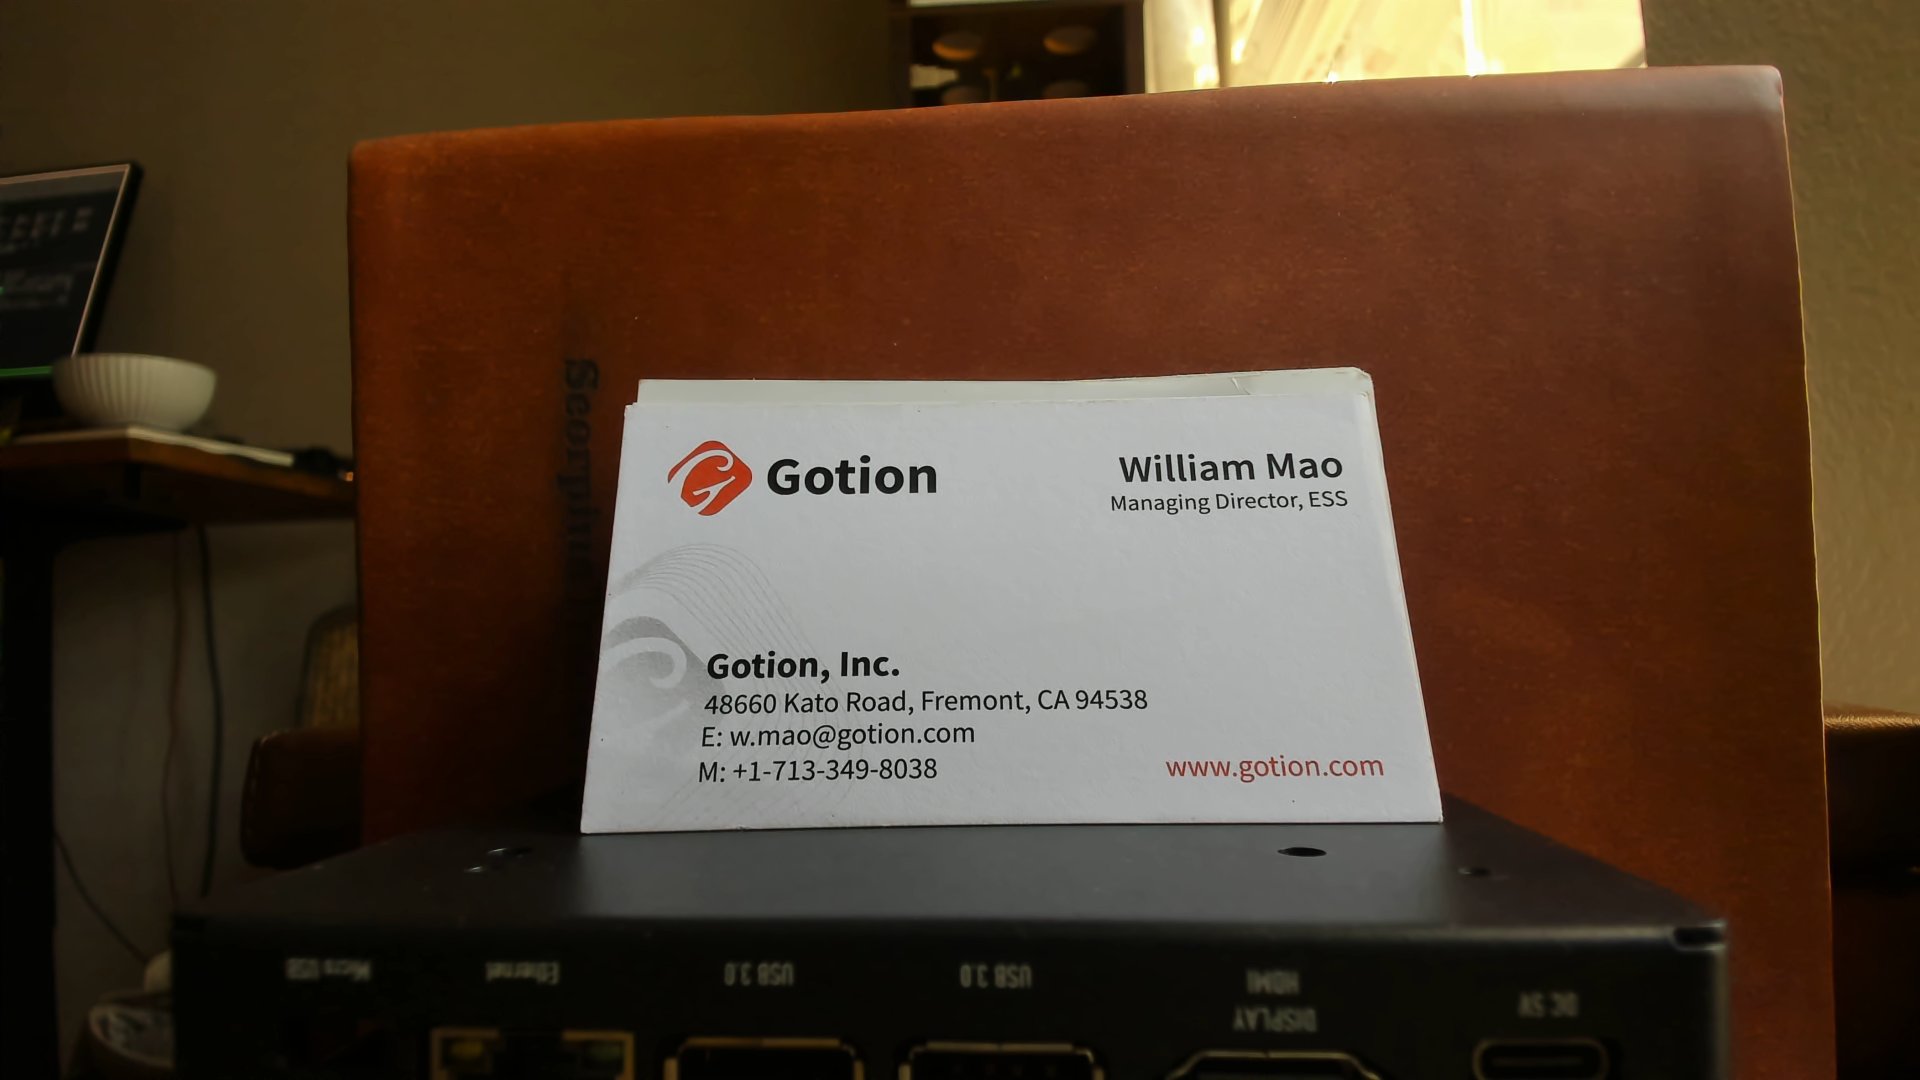 Gotion
William Mao
Managing Director, ESS
Gotion, Inc.
48660 Kato Road, Fremont, CA 94538
E: w.mao@gotion.com
M: +1-713-349-8038
www.gotion.com
Micro USB
Ethernet
USB 3.0
USB 3.0
HDMI
DISPLAY
DC 5V